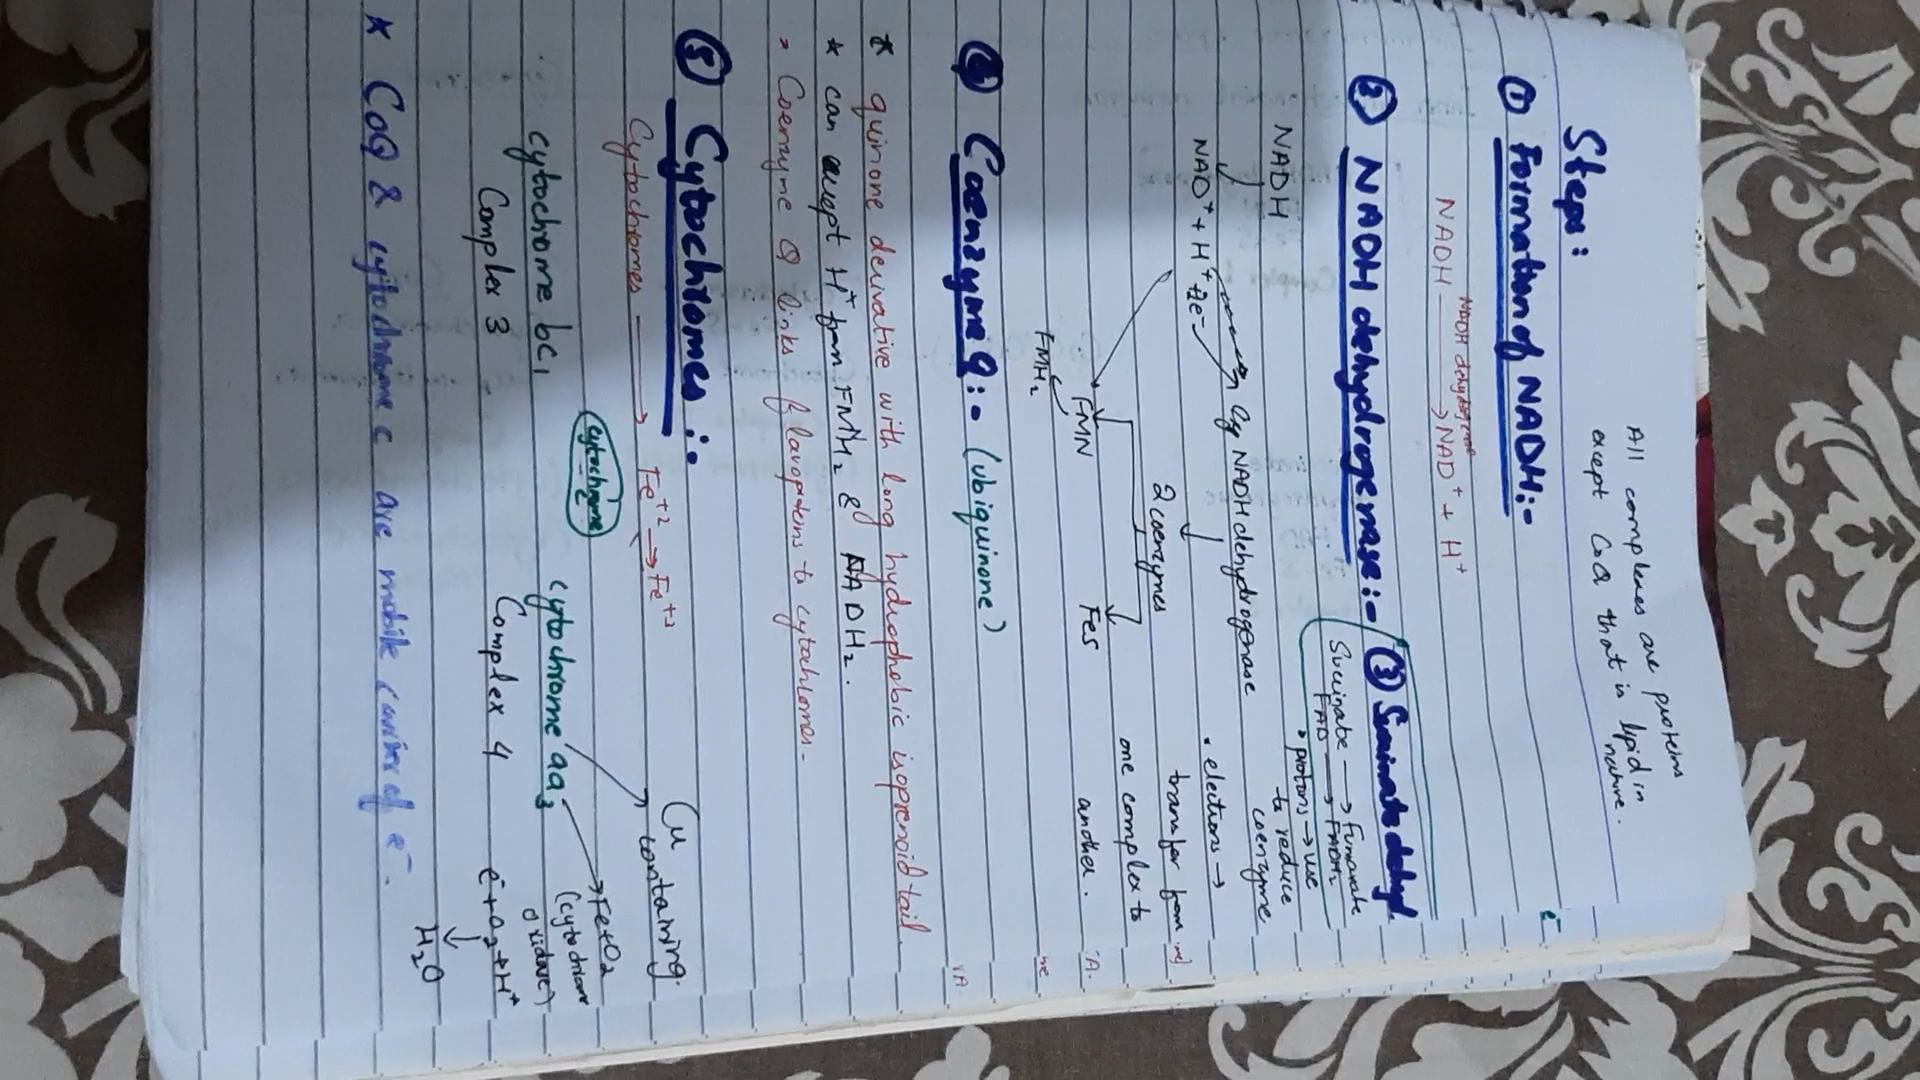 All complexes are proteins
except CoQ that is lipid in
nature.
Steps:
① Formation of NADH:-
NADH dehydrogenase
NADH → NAD⁺ + H⁺
② NADH dehydrogenase:-
③ Succinate dehyd
Succinate → Fumarate
FAD → FADH₂
NADH
NAD⁺ + H⁺ + 2e⁻
by NADH dehydrogenase
• protons → use
to reduce
coenzyme
• electrons →
transfer from
one complex to
another.
2 coenzymes
FMN
FeS
FMH₂
④ Coenzyme Q:- (Ubiquinone)
* quinone derivative with long hydrophobic isoprenoid tail
* can accept H⁺ from FMNH₂ & FADH₂.
• Coenzyme Q links flavoproteins to cytochromes.
⑤ Cytochromes:
Cytochromes → Fe⁺² → Fe⁺³
Cu containing.
cytochrome bc₁
Complex 3
cytochrome
c
cytochrome aa₃
Complex 4
Fe+O₂
(cytochrome
oxidase)
e⁻+O₂+H⁺
↓
H₂O
* CoQ & cytochrome c are mobile carrier of e⁻.